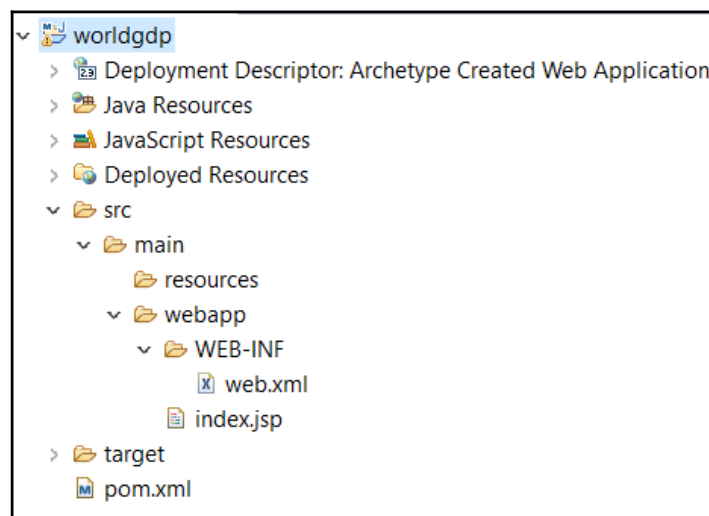 worldgdp
Deployment Descriptor: Archetype Created Web Application
Java Resources
JavaScript Resources
Deployed Resources
src
main
resources
webapp
WEB-INF
web.xml
index.jsp
target
pom.xml